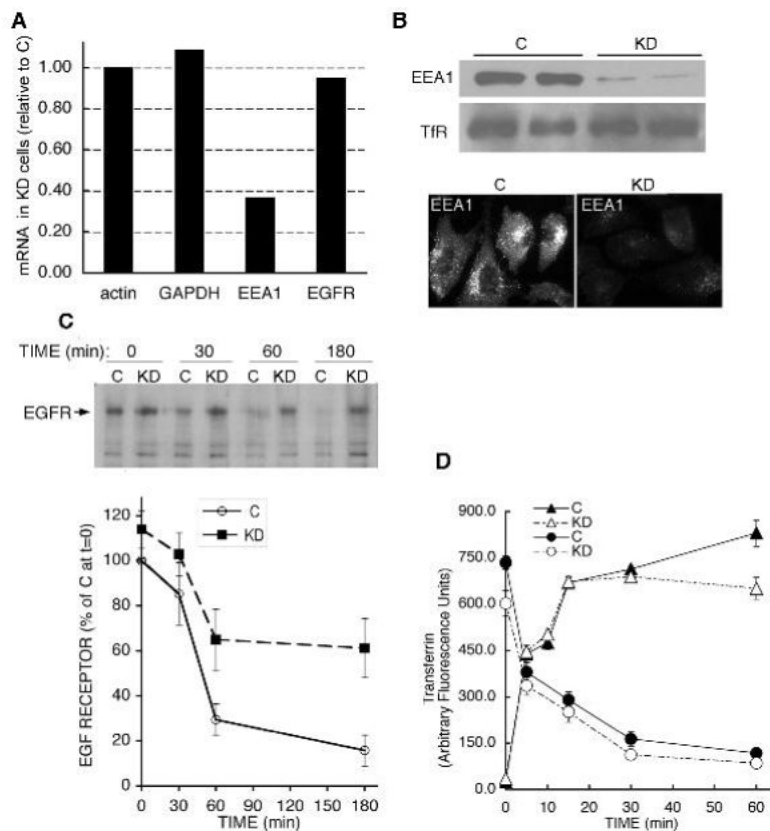 A
mRNA in KD cells (relative to C)
1.00
0.80
0.60
0.40
0.20
0.00
actin GAPDH EEA1 EGFR
B
C KD
EEA1
TfR
C KD
EEA1 EEA1
C
TIME (min): 0 30 60 180
C KD C KD C KD C KD
EGFR
EGF RECEPTOR (% of C at t=0)
120
100
80
60
40
20
0
C
KD
0 30 60 90 120 150 180
TIME (min)
D
Transferrin
(Arbitrary Fluorescence Units)
C
KD
C
KD
900.0
750.0
600.0
450.0
300.0
150.0
0.0
0 10 20 30 40 50 60
TIME (min)